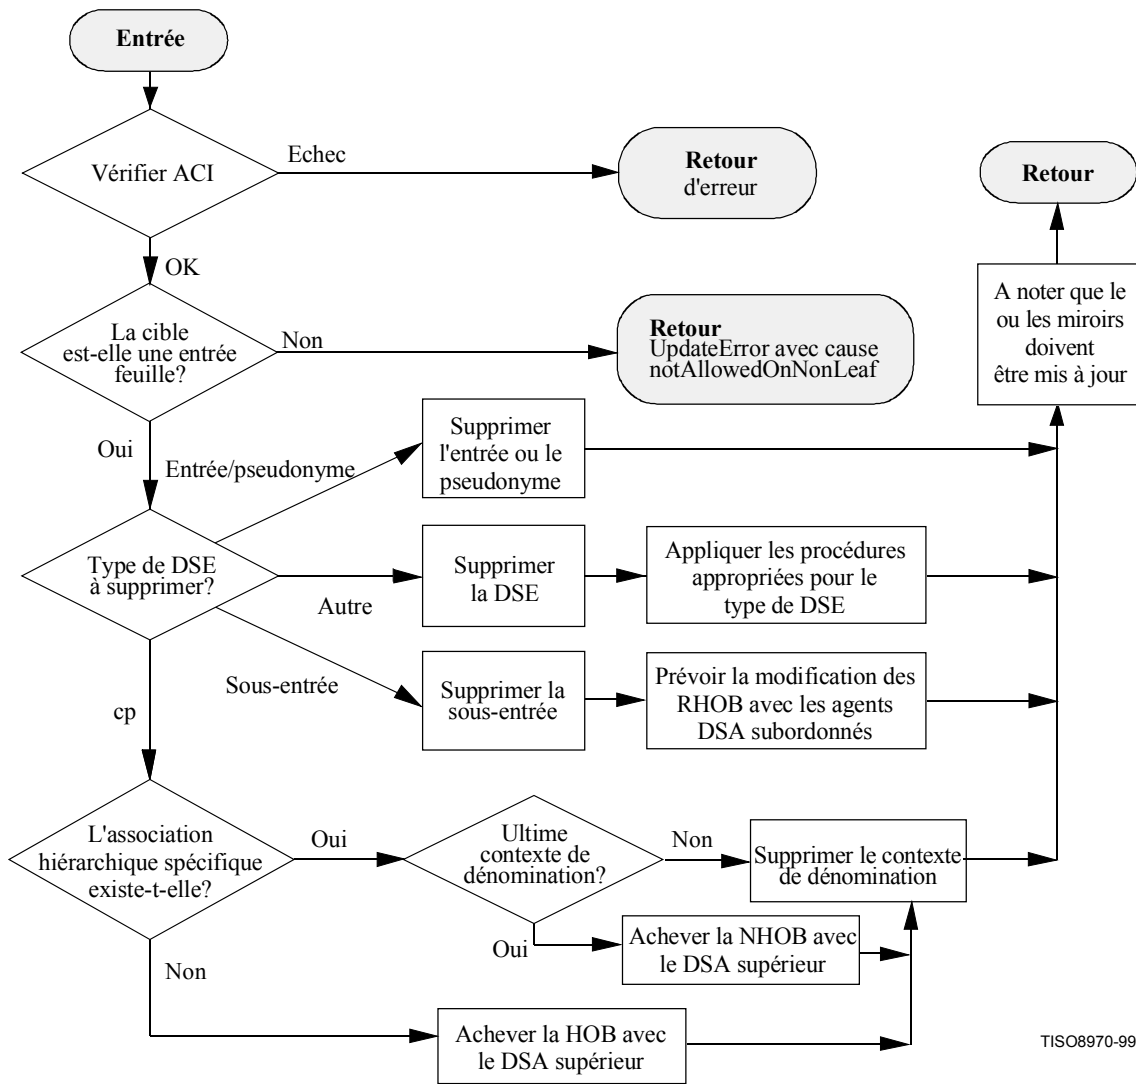 Entrée
Vérifier ACI
Echec
Retour
d'erreur
Retour
OK
La cible
est-elle une entrée
feuille?
Non
Retour
UpdateError avec cause
notAllowedOnNonLeaf
A noter que le
ou les miroirs
doivent
être mis à jour
Oui
Entrée/pseudonyme
Supprimer
l'entrée ou le
pseudonyme
Type de DSE
à supprimer?
Autre
Supprimer
la DSE
Appliquer les procédures
appropriées pour le
type de DSE
Sous-entrée
Supprimer la
sous-entrée
Prévoir la modification des
RHOB avec les agents
DSA subordonnés
cp
L'association
hiérarchique spécifique
existe-t-elle?
Oui
Ultime
contexte de
dénomination?
Non
Supprimer le contexte
de dénomination
Oui
Achever la NHOB avec
le DSA supérieur
Non
Achever la HOB avec
le DSA supérieur
TISO8970-99